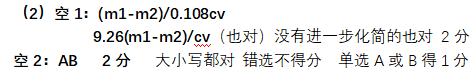 （2）空 1：(m1-m2)/0.108cv
9.26(m1-m2)/cv（也对）没有进一步化简的也对 2 分
空 2：AB 2 分 大小写都对 错选不得分 单选 A 或 B 得 1 分